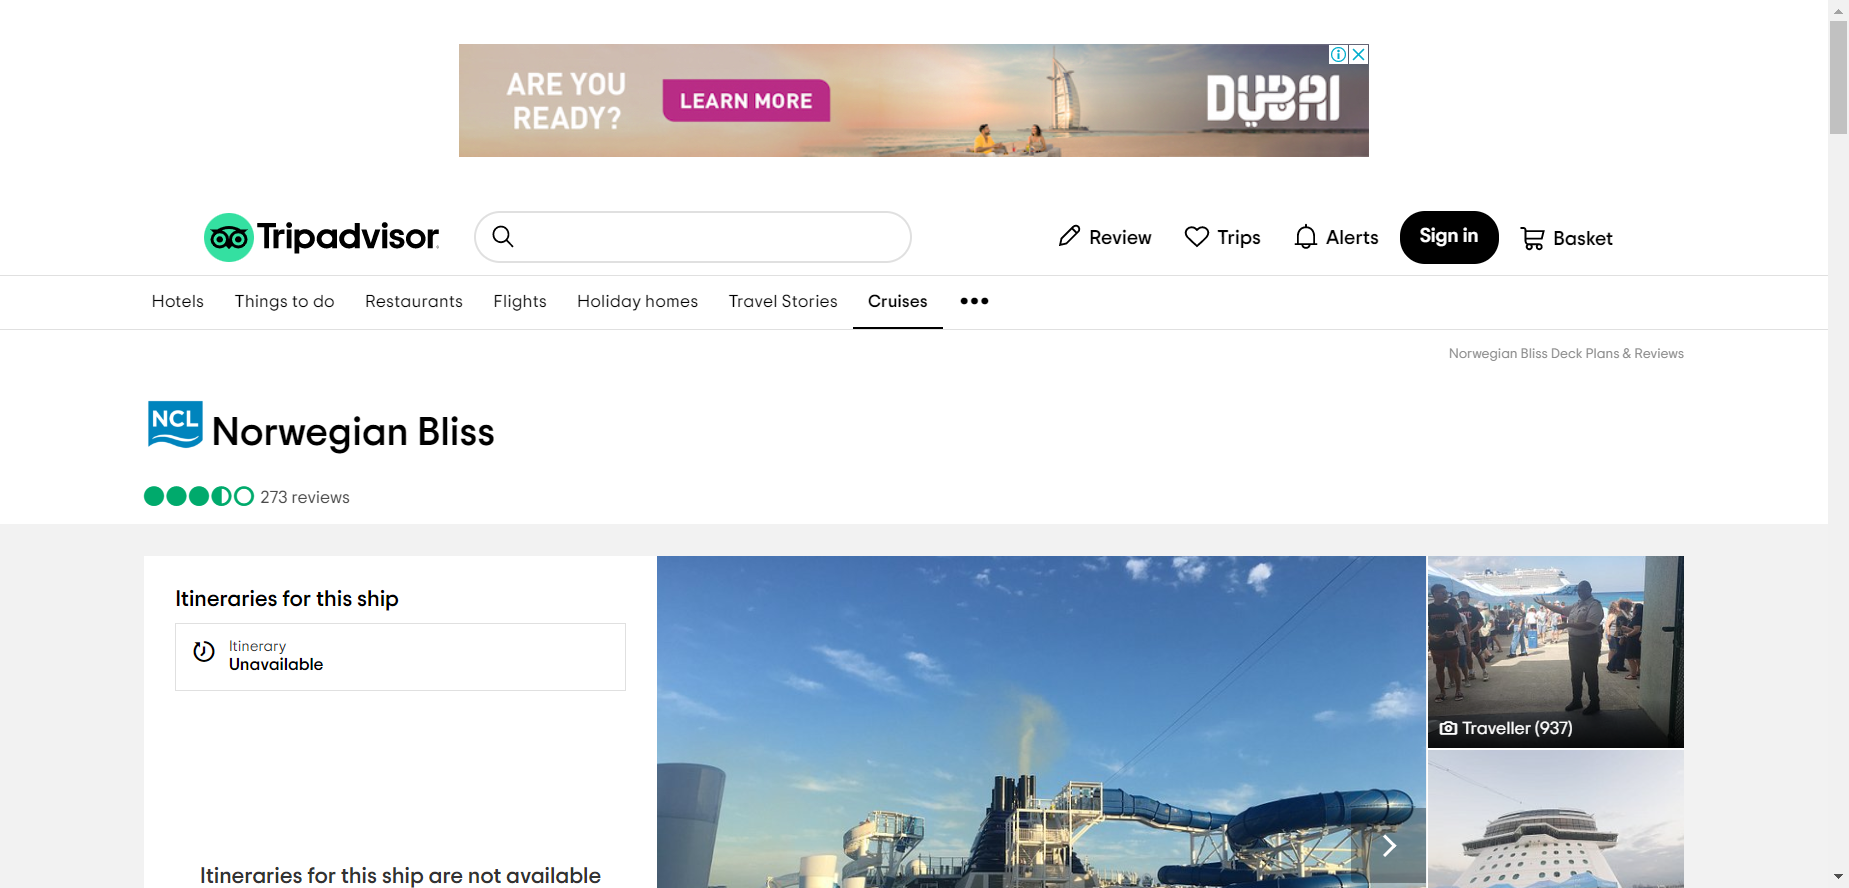 ARE YOU
READY?
LEARN MORE
DUBAI
Tripadvisor
Review
Trips
Alerts
Sign in
Basket
Hotels
Things to do
Restaurants
Flights
Holiday homes
Travel Stories
Cruises
Norwegian Bliss Deck Plans & Reviews
NCL
Norwegian Bliss
273 reviews
Itineraries for this ship
Itinerary
Unavailable
Traveller (937)
Itineraries for this ship are not available